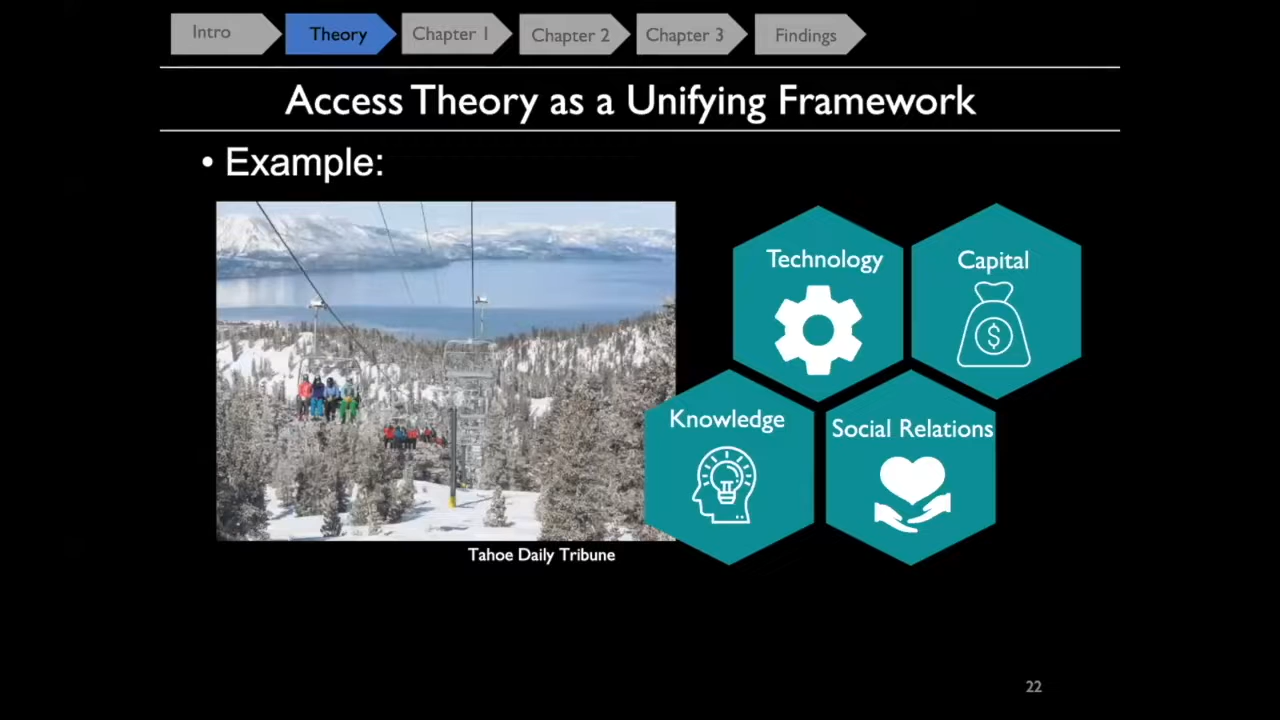 Intro
Theory
Chapter 1
Chapter 2
Chapter 3
Findings
Access Theory as a Unifying Framework
• Example:
Technology
Capital
$
Knowledge
Social Relations
Tahoe Daily Tribune
22